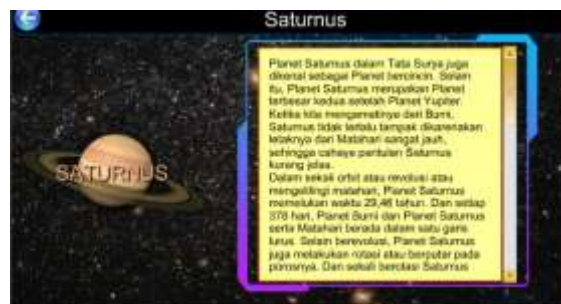 Saturnus
Planet Saturnus dalam Tata Surya juga
dikenal sebagai Planet bercincin. Selain
itu, Planet Saturnus merupakan Planet
terbesar kedua setelah Planet Yupiter.
Ketika kita mengamatinya dari Bumi,
Saturnus tidak terlalu tampak dikarenakan
letaknya dari Matahari sangat jauh,
sehingga cahaya pantulan Saturnus
kurang jelas.
Dalam sekali orbit atau revolusi atau
mengelilingi matahari, Planet Saturnus
memelukan waktu 29,46 tahun. Dan setiap
378 hari, Planet Bumi dan Planet Saturnus
serta Matahari berada dalam satu garis
lurus. Selain berevolusi, Planet Saturnus
juga melakukan rotasi atau berputar pada
porosnya. Dan sekali berotasi Saturnus
SATURNUS